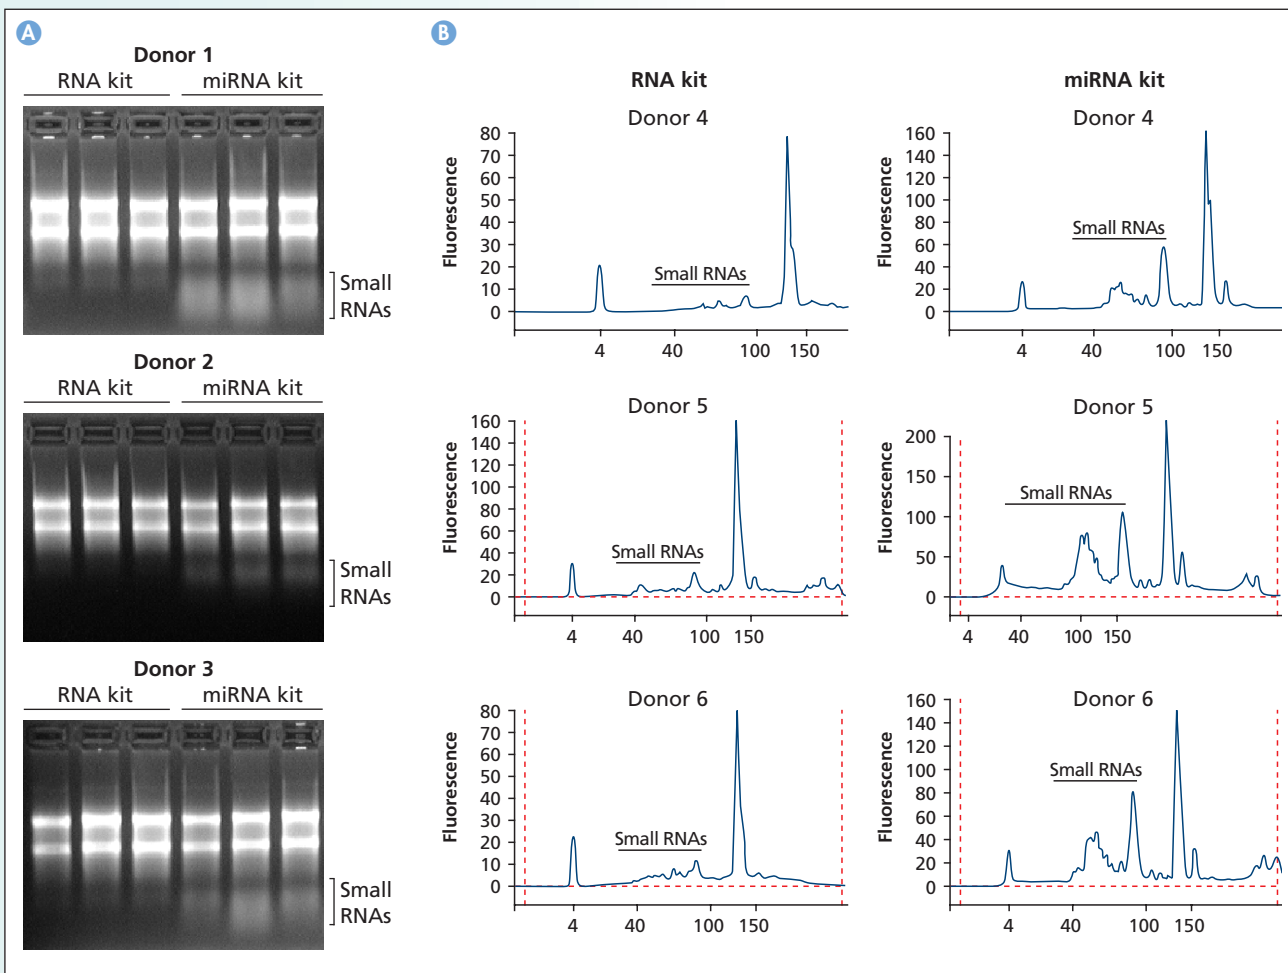 A
Donor 1
RNA kit miRNA kit
Small
RNAs
Donor 2
RNA kit miRNA kit
Small
RNAs
Donor 3
RNA kit miRNA kit
Small
RNAs
B
RNA kit
Donor 4
Fluorescence
80
70
60
50
40
30
20
10
0
Small RNAs
4 40 100 150
miRNA kit
Donor 4
Fluorescence
160
140
120
100
80
60
40
20
0
Small RNAs
4 40 100 150
Donor 5
Fluorescence
160
140
120
100
80
60
40
20
0
Small RNAs
4 40 100 150
Donor 5
Fluorescence
200
150
100
50
0
Small RNAs
4 40 100 150
Donor 6
Fluorescence
80
70
60
50
40
30
20
10
0
Small RNAs
4 40 100 150
Donor 6
Fluorescence
160
140
120
100
80
60
40
20
0
Small RNAs
4 40 100 150